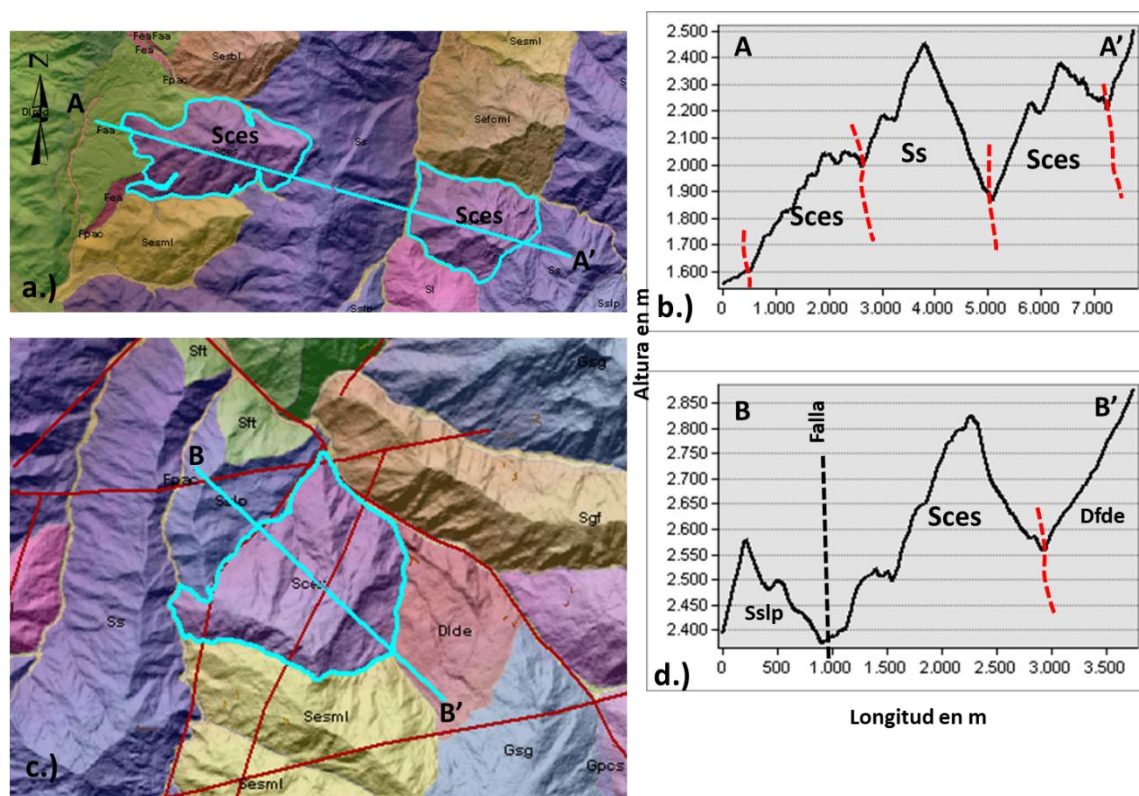 FeaFaa
Fea
Fpac
Sesbl
Sesml
S
N
A
Faa
Sces
Ss
Sefcml
Sces
Fea
Fpac
Sesml
A'
Ss
Sl
Sslp
Sslp
a.)
b.)
A
A'
2.500
2.400
2.300
2.200
2.100
2.000
1.900
1.800
1.700
1.600
Sces
Ss
Sces
0
1.000
2.000
3.000
4.000
5.000
6.000
7.000
Altura en m
Sft
Sft
Gsg
B
Fpac
Sslp
Sgf
Ss
Dlde
B'
Sesml
Gsg
Gpcs
Sesml
c.)
B
Falla
B'
2.850
2.800
2.750
2.700
2.650
2.600
2.550
2.500
2.450
2.400
Sslp
Sces
Dfde
0
500
1.000
1.500
2.000
2.500
3.000
3.500
d.)
Longitud en m